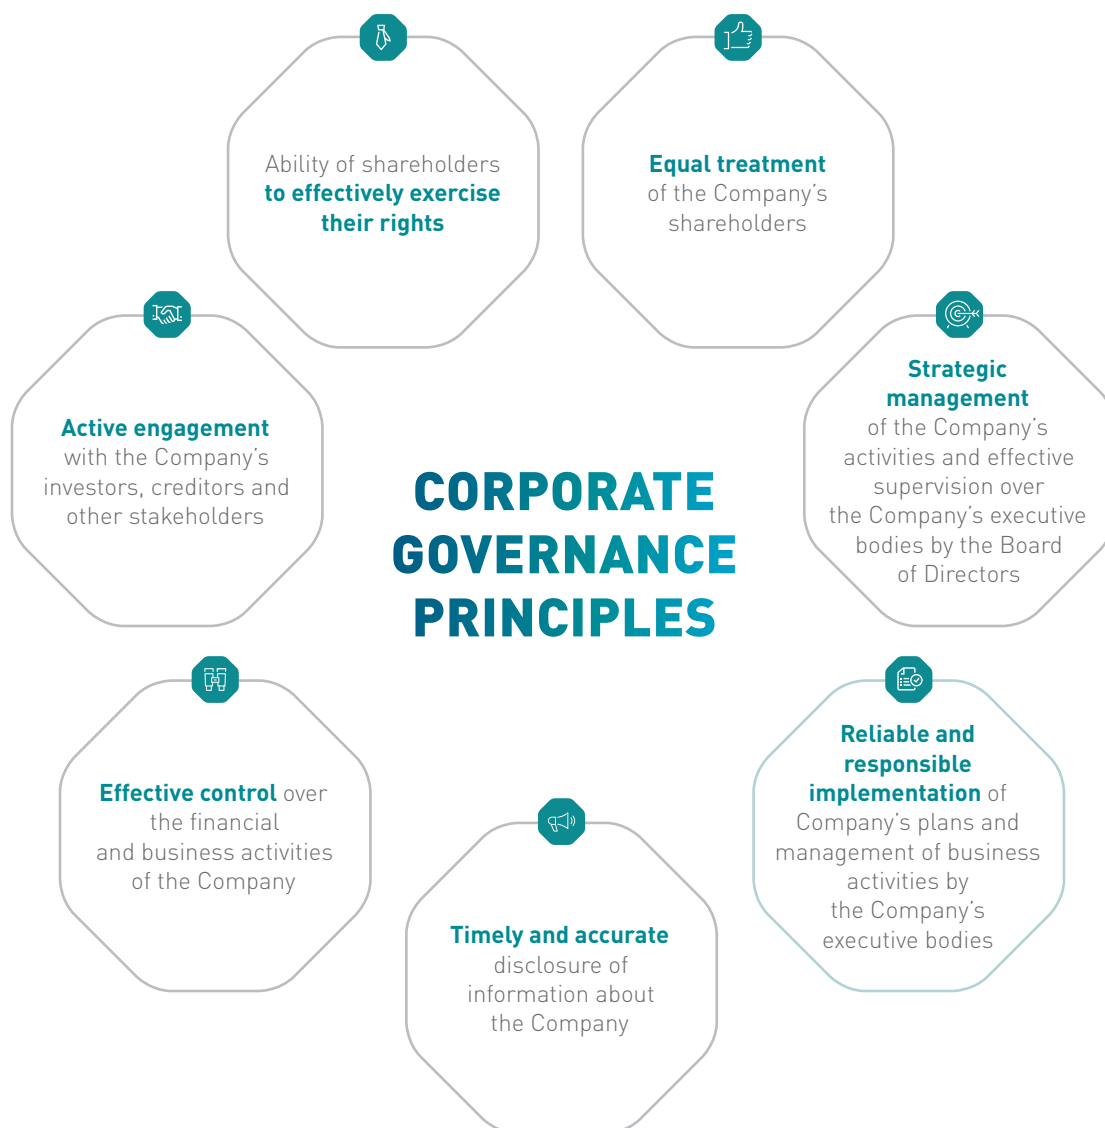 Ability of shareholders
to effectively exercise
their rights
Equal treatment
of the Company’s
shareholders
Active engagement
with the Company’s
investors, creditors and
other stakeholders
Strategic
management
of the Company’s
activities and effective
supervision over
the Company’s executive
bodies by the Board
of Directors
CORPORATE
GOVERNANCE
PRINCIPLES
Effective control over
the financial
and business activities
of the Company
Reliable and
responsible
implementation of
Company’s plans and
management of business
activities by
the Company’s
executive bodies
Timely and accurate
disclosure of
information about
the Company